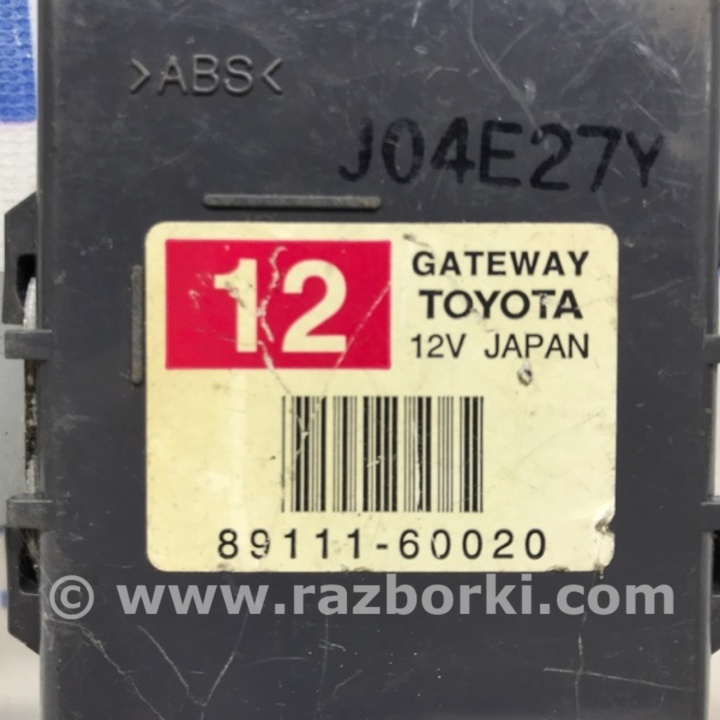 >ABS<
J04E27Y
12
GATEWAY
TOYOTA
12V JAPAN
89111-60020
© www.razborki.com